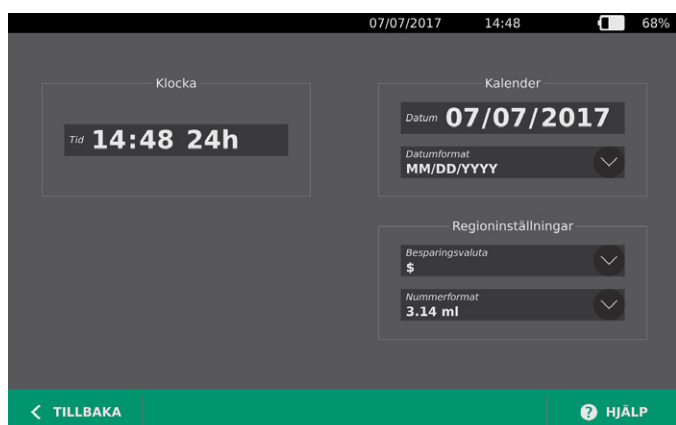 07/07/2017 14:48 68%
Klocka
Tid 14:48 24h
Kalender
Datum 07/07/2017
Datumformat
MM/DD/YYYY
Regioninställningar
Besparingsvaluta
$
Nummerformat
3.14 ml
TILLBAKA
? HJÄLP